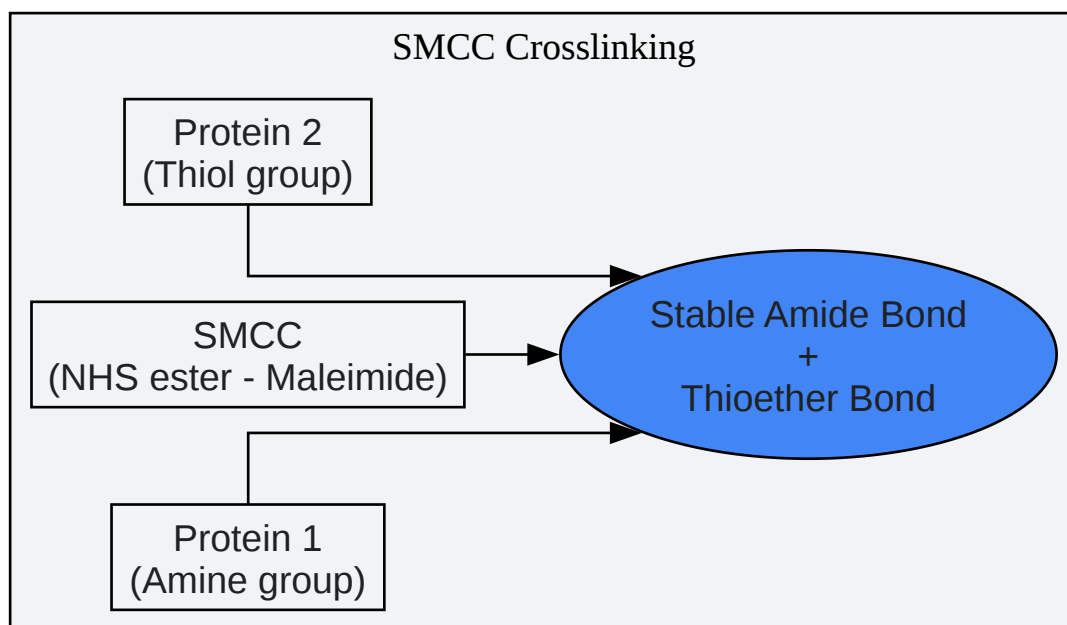 SMCC Crosslinking
Protein 2
(Thiol group)
SMCC
(NHS ester - Maleimide)
Stable Amide Bond
+
Thioether Bond
Protein 1
(Amine group)